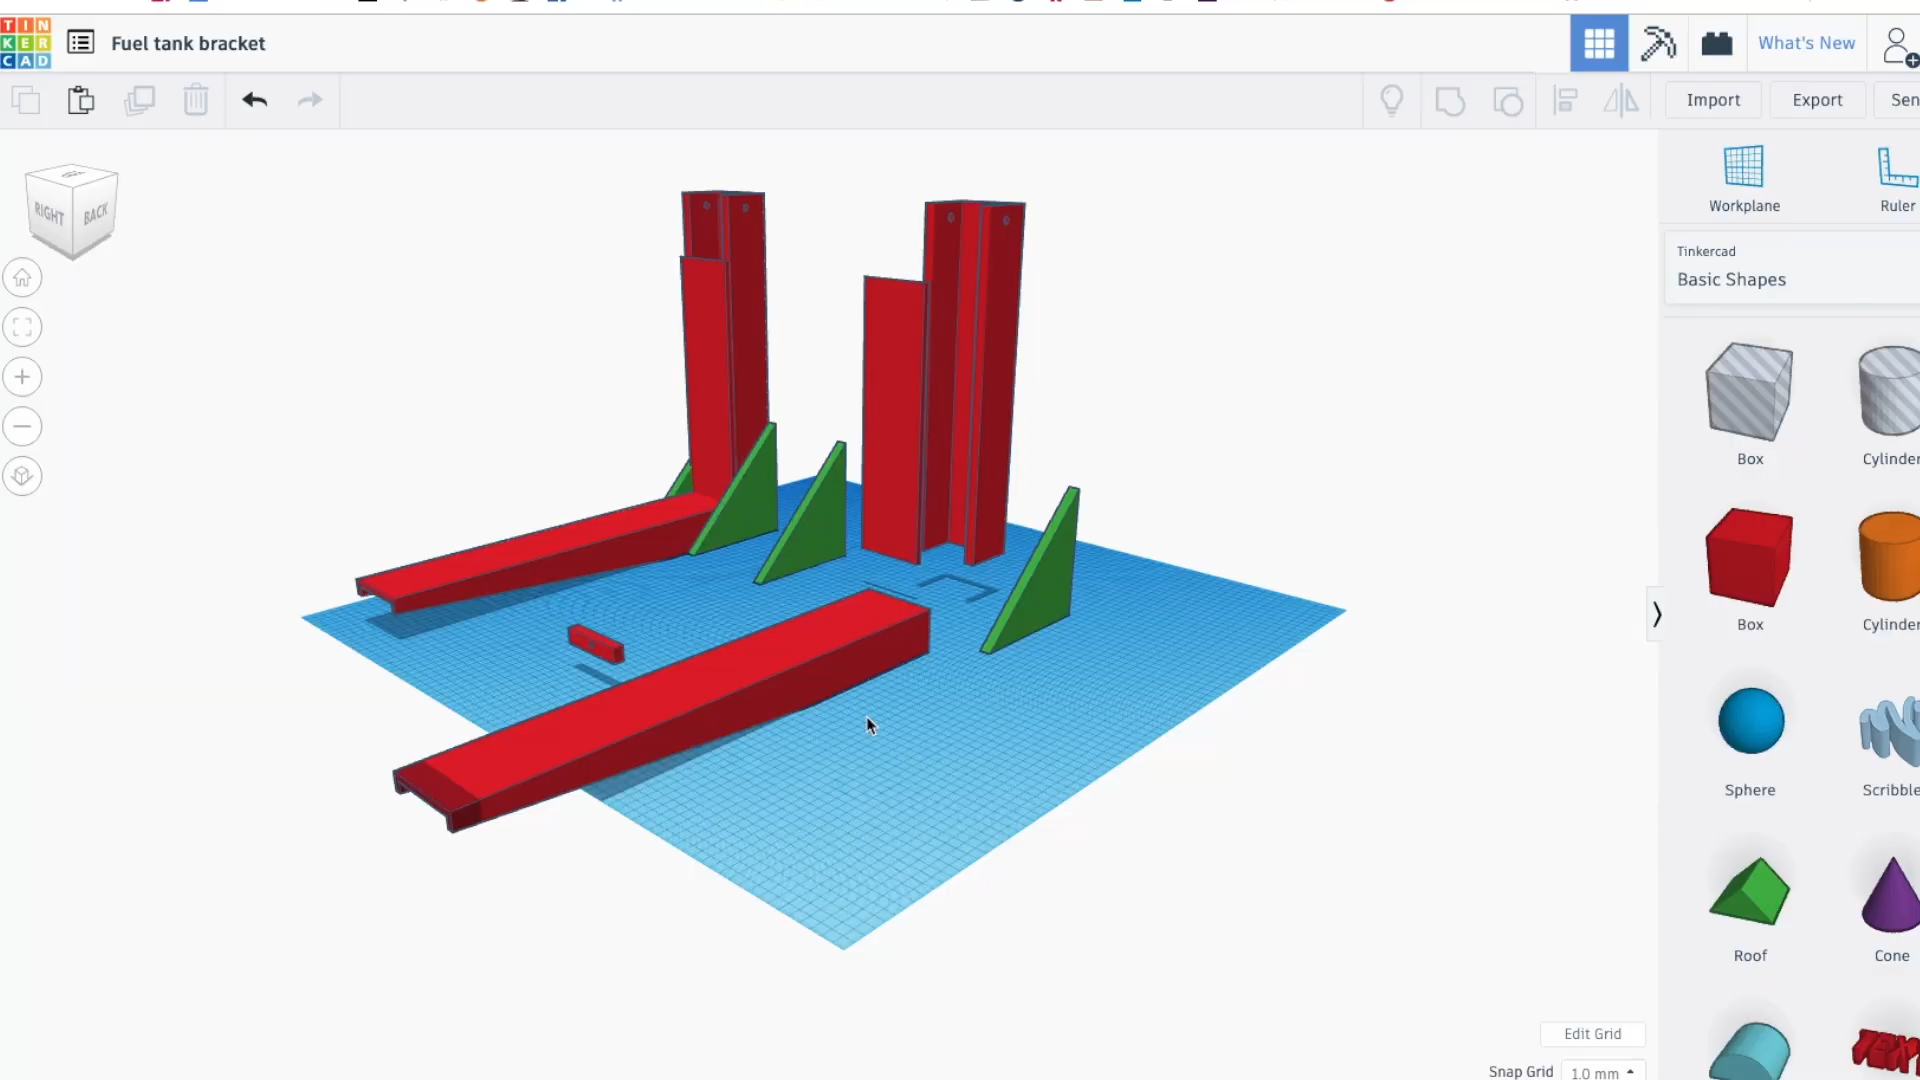 TIN
KER
CAD
Fuel tank bracket
What's New
Import
Export
Sen
RIGHT
BACK
Workplane
Ruler
Tinkercad
Basic Shapes
Box
Cylinder
Box
Cylinder
Sphere
Scribble
Roof
Cone
TEXT
Edit Grid
Snap Grid
1.0 mm